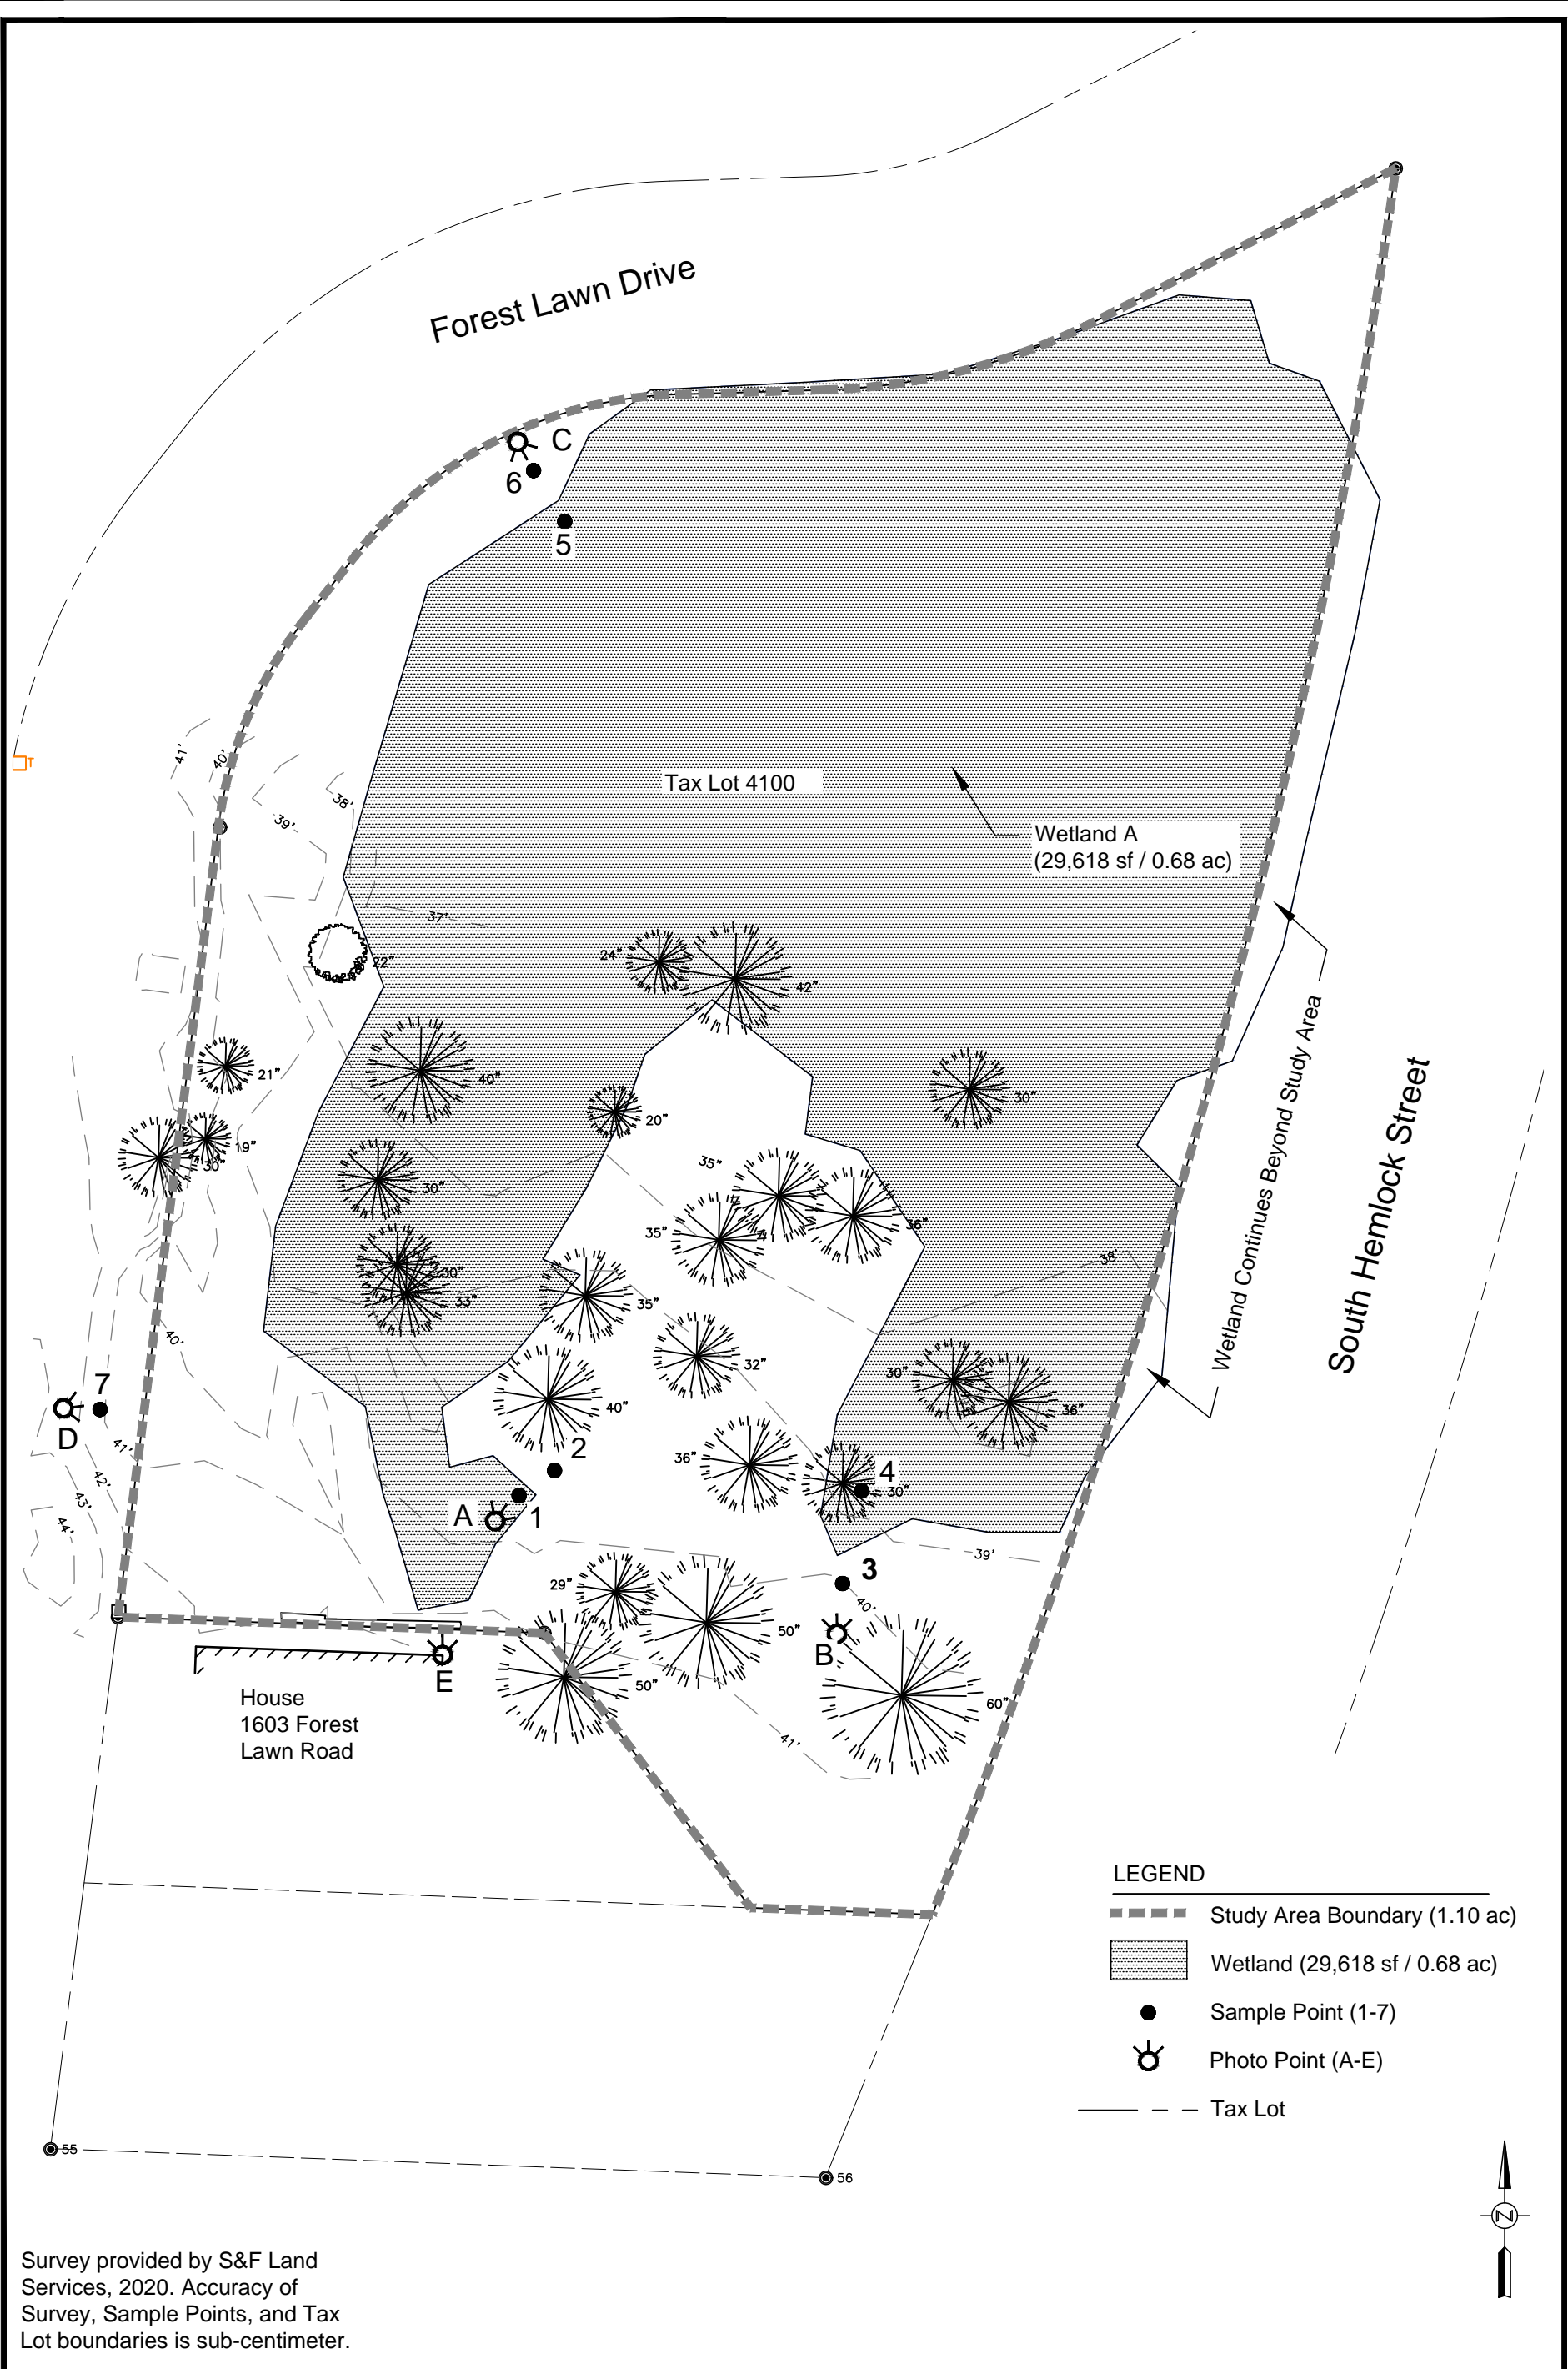 Forest Lawn Drive
C
6
5
41'
40'
T
38'
39'
Tax Lot 4100
Wetland A
(29,618 sf / 0.68 ac)
37'
22"
24"
42"
21"
40"
20"
30"
19"
30"
30"
35"
35"
36"
30"
33"
35"
38'
Wetland Continues Beyond Study Area
South Hemlock Street
40'
32"
30"
36"
40"
7
D
41'
42'
43'
44'
2
36"
4
30"
A
1
39'
3
29"
40'
50"
B
E
50"
60"
41'
House
1603 Forest
Lawn Road
LEGEND
Study Area Boundary (1.10 ac)
Wetland (29,618 sf / 0.68 ac)
Sample Point (1-7)
Photo Point (A-E)
Tax Lot
55
56
N
Survey provided by S&F Land
Services, 2020. Accuracy of
Survey, Sample Points, and Tax
Lot boundaries is sub-centimeter.